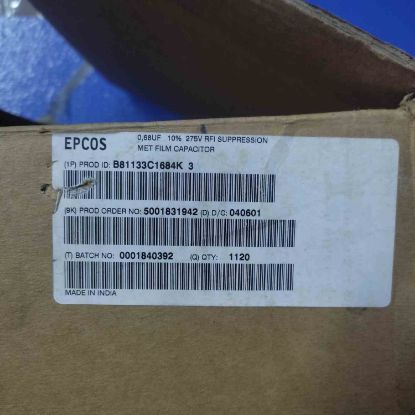 EPCOS 0,68UF 10% 275V RFI SUPPRESSION
MET FILM CAPACITOR
(1P) PROD ID: B81133C1684K 3
(9K) PROD ORDER NO: 5001831942 (D) D/C: 040601
(T) BATCH NO: 0001840392 (Q) QTY: 1120
MADE IN INDIA